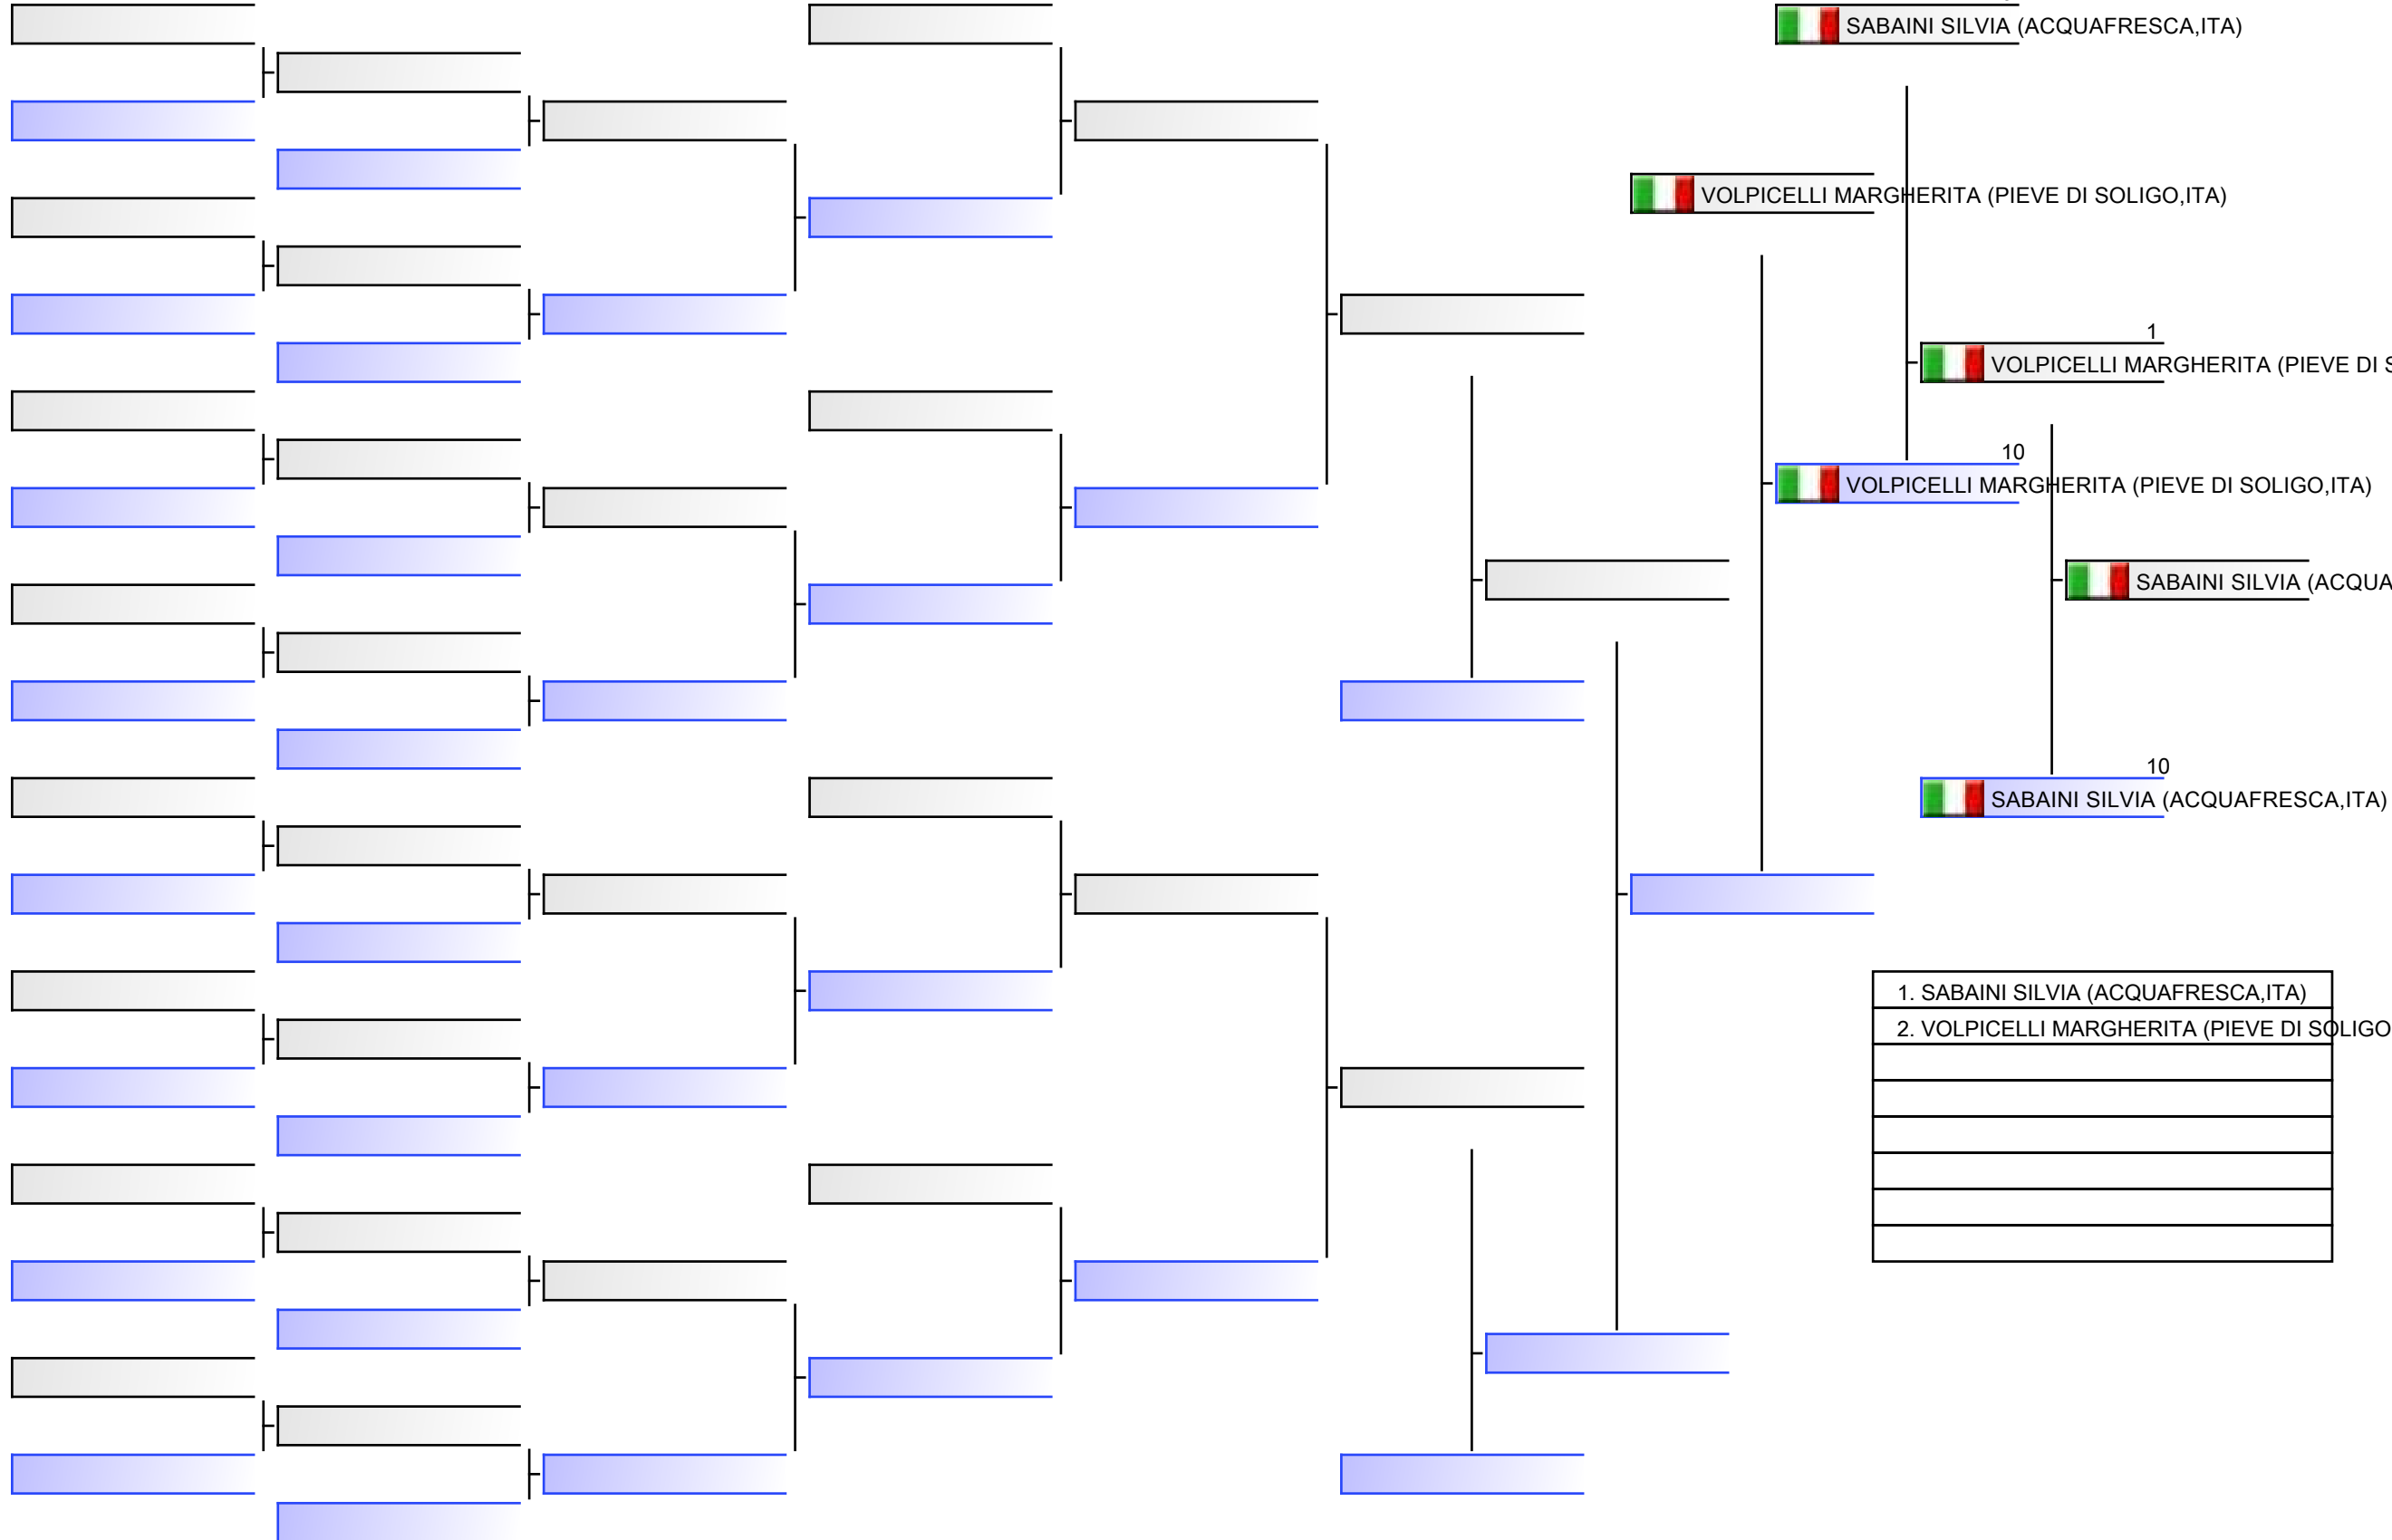 SABAINI SILVIA (ACQUAFRESCA,ITA)
VOLPICELLI MARGHERITA (PIEVE DI SOLIGO,ITA)
1
VOLPICELLI MARGHERITA (PIEVE DI
10
VOLPICELLI MARGHERITA (PIEVE DI SOLIGO,ITA)
SABAINI SILVIA (ACQUA
10
SABAINI SILVIA (ACQUAFRESCA,ITA)
1. SABAINI SILVIA (ACQUAFRESCA,ITA)
2. VOLPICELLI MARGHERITA (PIEVE DI SOLIGO